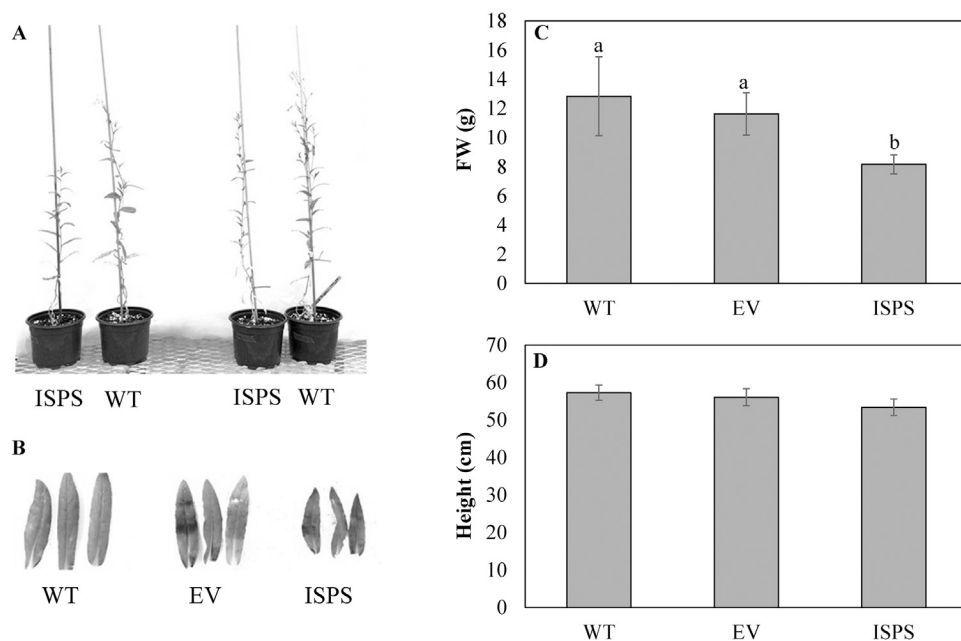 A
ISPS WT ISPS WT
B
WT EV ISPS
C
FW (g)
18
16
14
12
10
8
6
4
2
0
a
a
b
WT EV ISPS
D
Height (cm)
70
60
50
40
30
20
10
0
WT EV ISPS